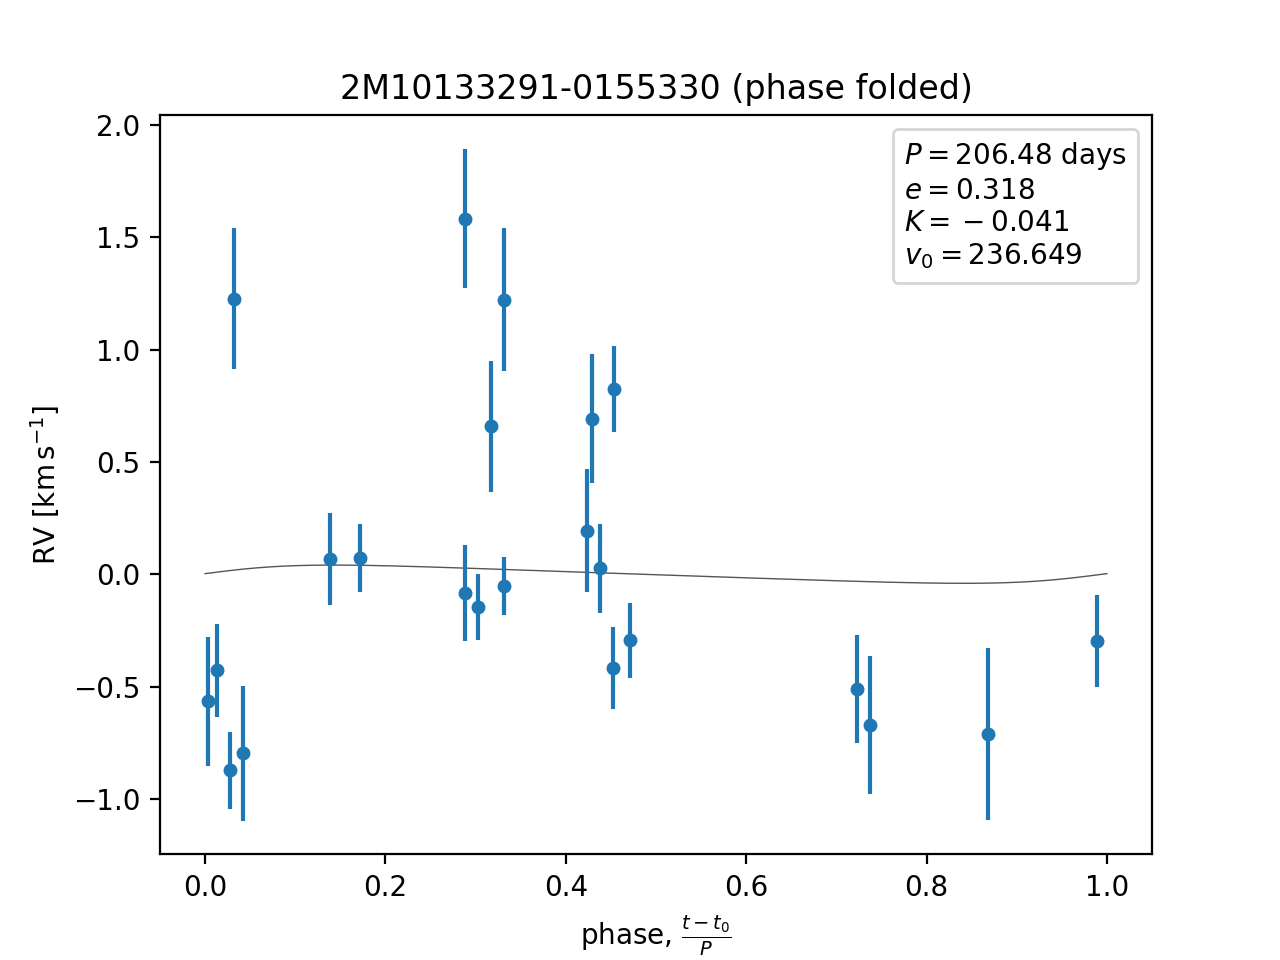 2M10133291-0155330 (phase folded)
P = 206.48 days
e = 0.318
K = −0.041
v₀ = 236.649
2.0
1.5
1.0
0.5
0.0
−0.5
−1.0
RV [km s⁻¹]
0.0 0.2 0.4 0.6 0.8 1.0
phase, (t − t₀)/P